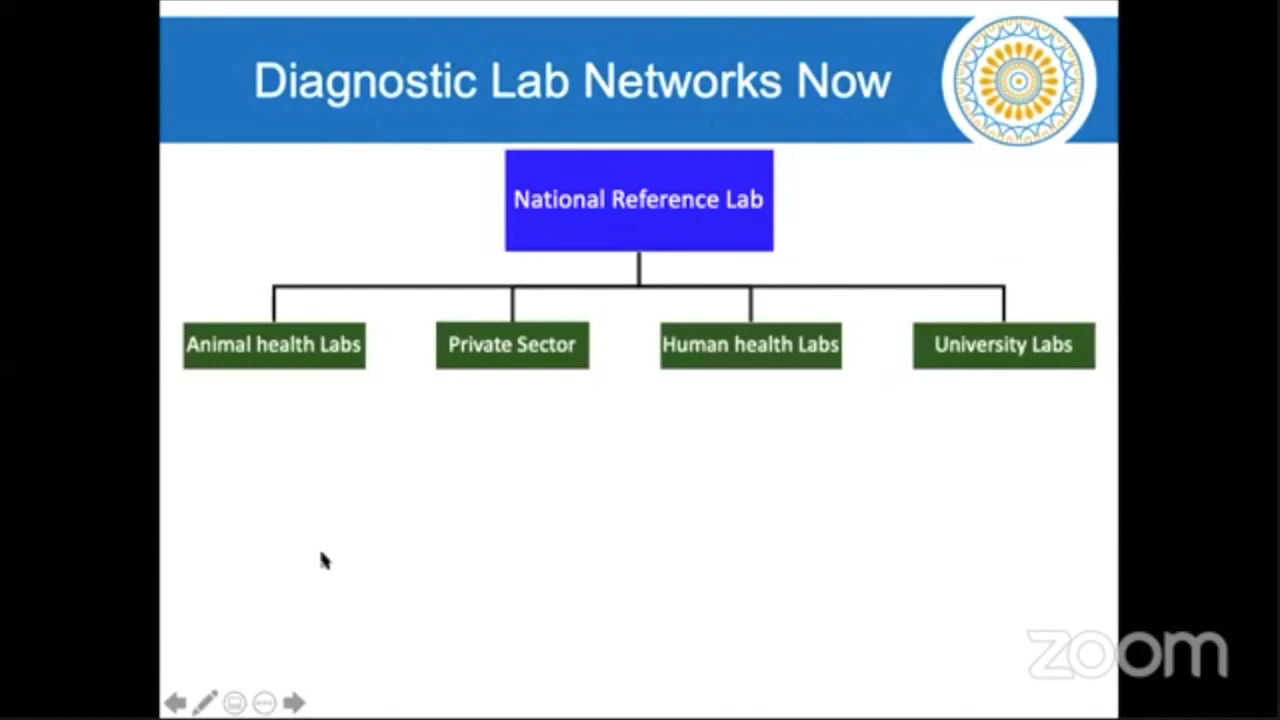 Diagnostic Lab Networks Now
National Reference Lab
Animal health Labs
Private Sector
Human health Labs
University Labs
zoom